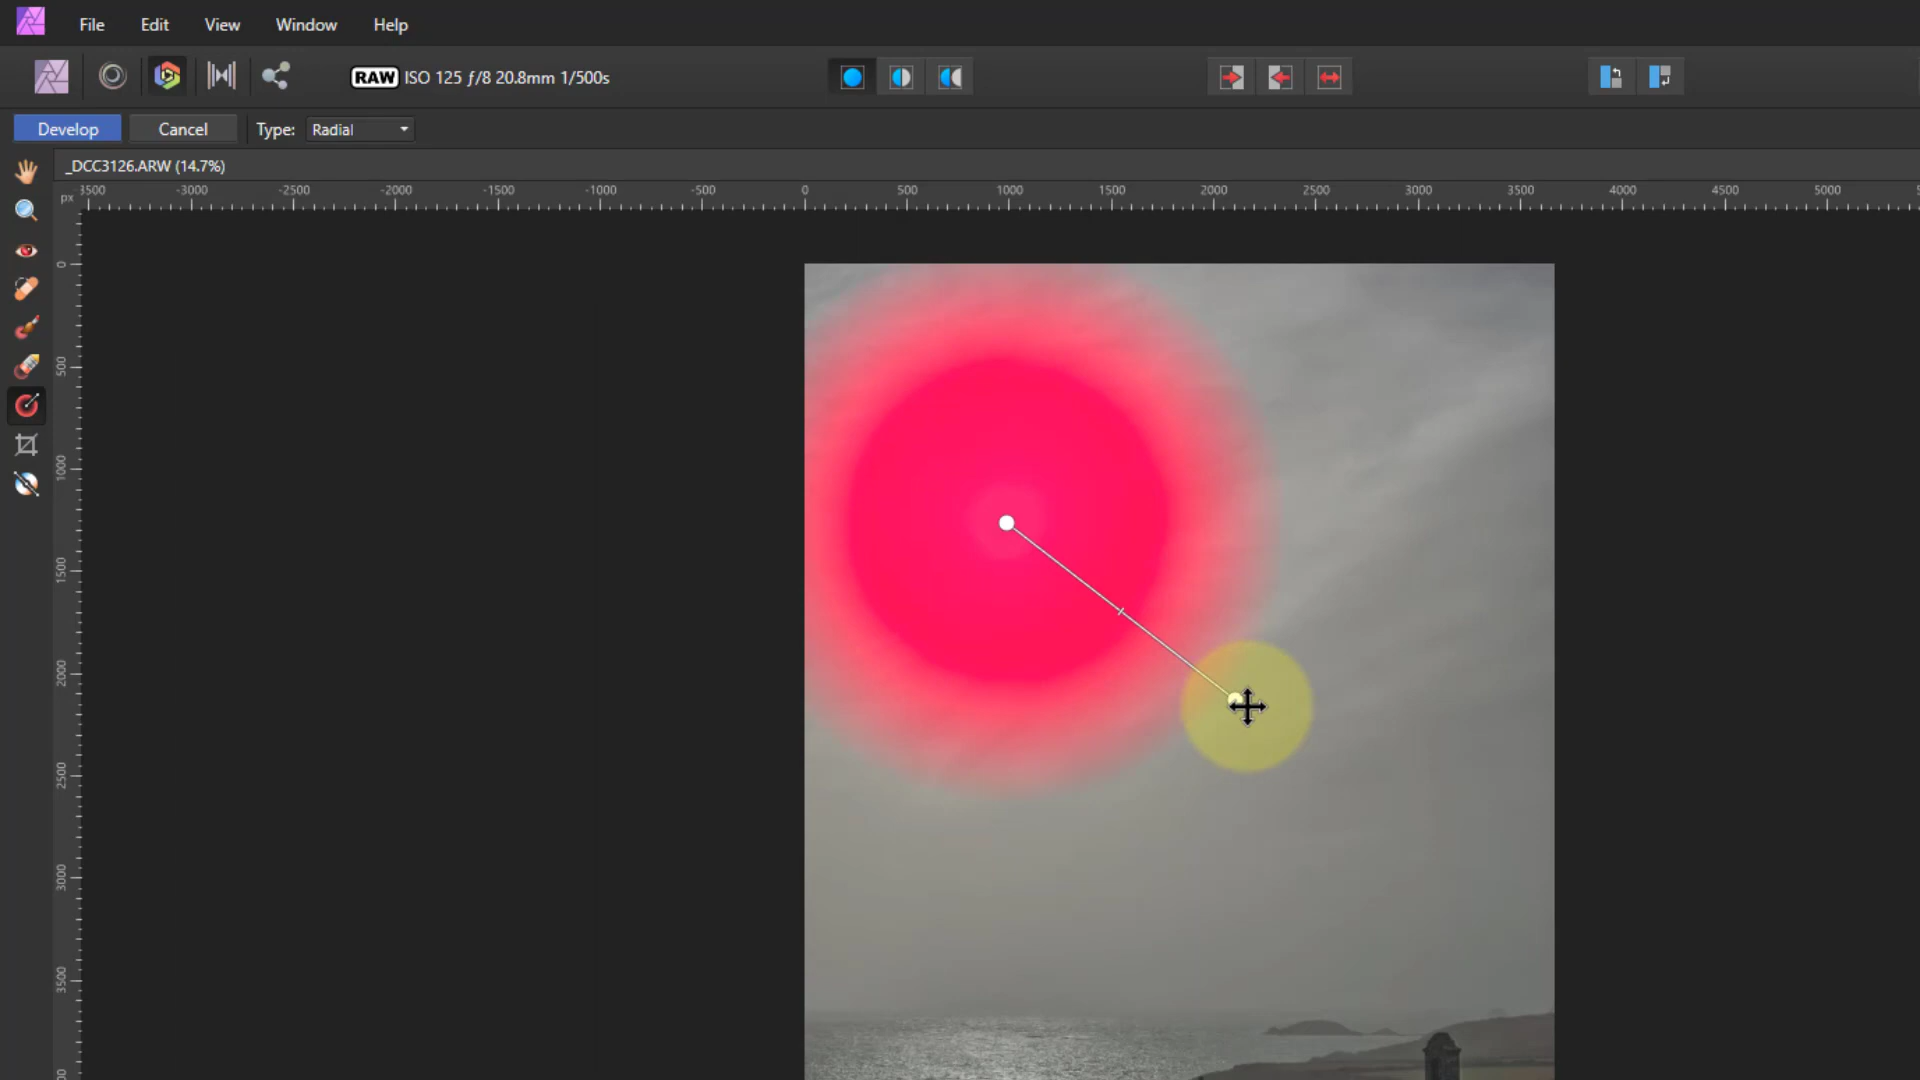 File Edit View Window Help
RAW ISO 125 ƒ/8 20.8mm 1/500s
Develop Cancel Type: Radial
_DCC3126.ARW (14.7%)
px 3500 -3000 -2500 -2000 -1500 -1000 -500 0 500 1000 1500 2000 2500 3000 3500 4000 4500 5000
0
500
1000
1500
2000
2500
3000
3500